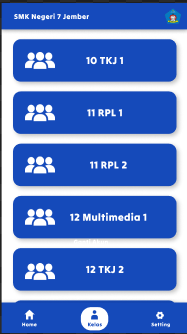 SMK Negeri 7 Jember
10 TKJ 1
11 RPL 1
11 RPL 2
12 Multimedia 1
12 TKJ 2
Home
Kelas
Setting